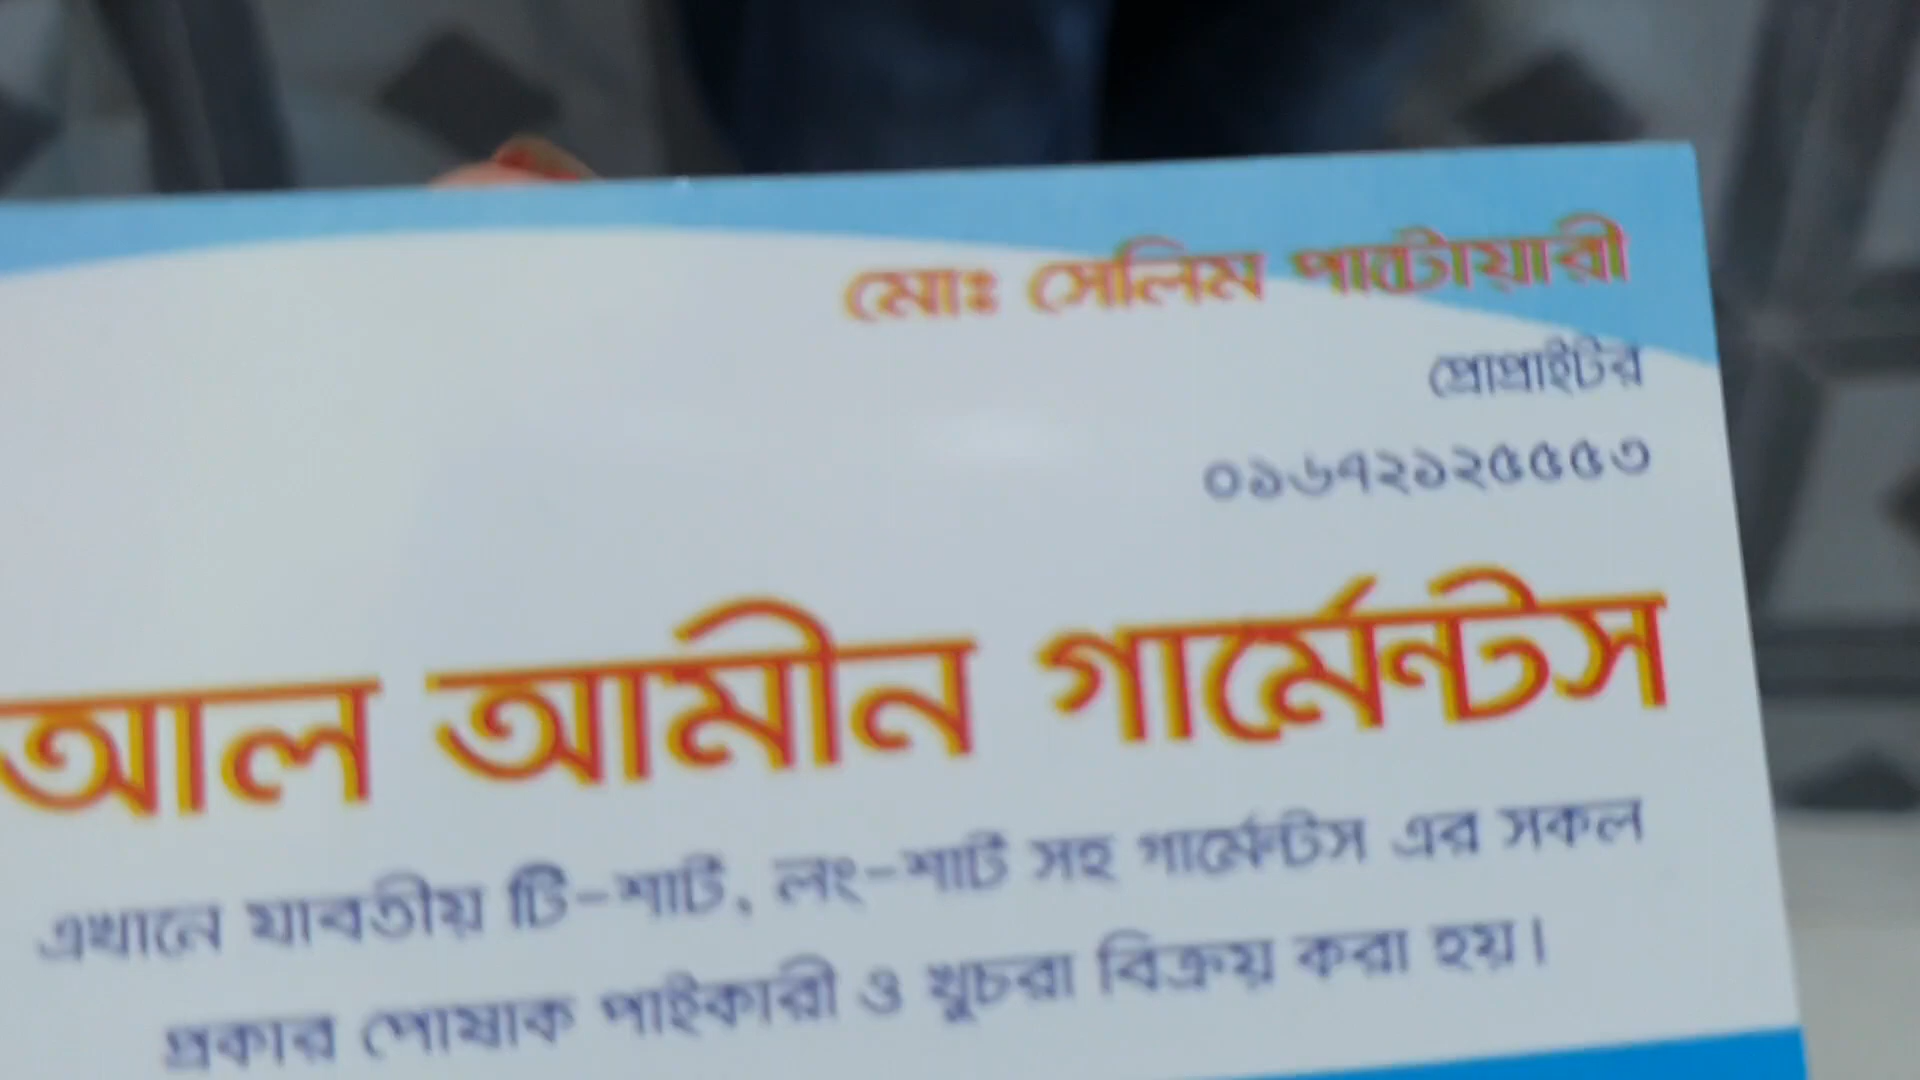 মোঃ সেলিম পাটোয়ারী
প্রোপ্রাইটর
০১৬৭২১২৫৫৫৩
আল আমীন গার্মেন্টস
এখানে যাবতীয় টি-শার্ট, লং-শার্ট সহ গার্মেন্টস এর সকল
প্রকার পোষাক পাইকারী ও খুচরা বিক্রয় করা হয়।